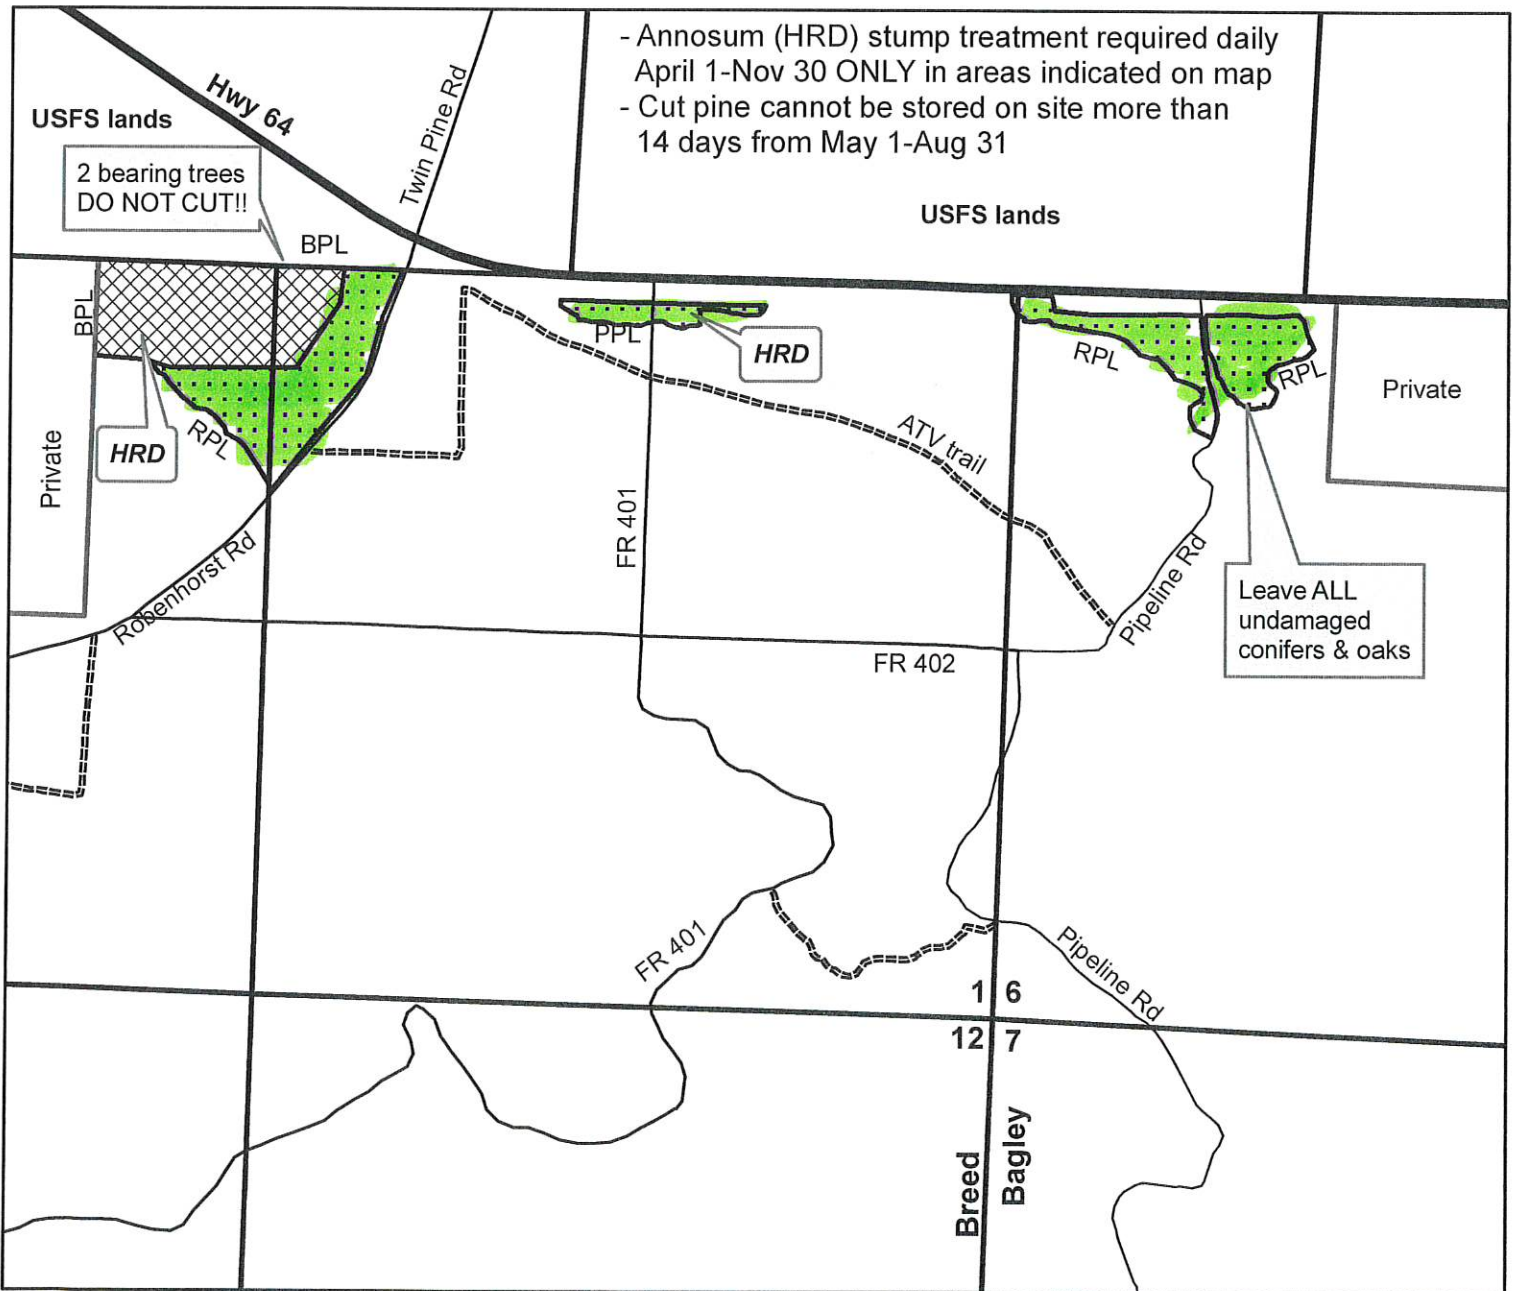 - Annosum (HRD) stump treatment required daily
April 1-Nov 30 ONLY in areas indicated on map
- Cut pine cannot be stored on site more than
14 days from May 1-Aug 31
Hwy 64
Twin Pine Rd
USFS lands
2 bearing trees
DO NOT CUT!!
USFS lands
BPL
BPL
PPL
HRD
RPL
RPL
Private
RPL
HRD
Private
ATV trail
FR 401
Robenhorst Rd
Pipeline Rd
Leave ALL
undamaged
conifers & oaks
FR 402
FR 401
Pipeline Rd
1 6
12 7
Breed
Bagley